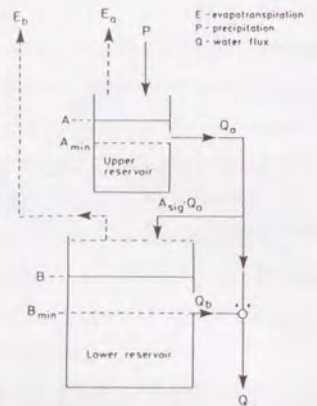 E_b
E_a
P
E - evapotranspiration
P - precipitation
Q - water flux
A
Q_a
A_min
Upper reservoir
A_sig·Q_a
B
Q_b
B_min
Lower reservoir
Q